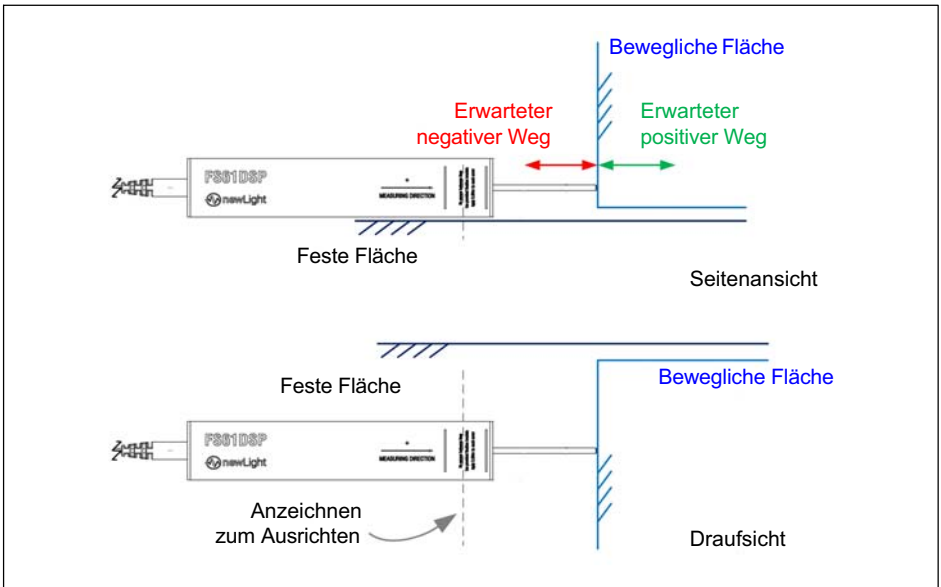 Bewegliche Fläche
Erwarteter
negativer Weg
Erwarteter
positiver Weg
FS61DSP
newLight
+
MEASURING DIRECTION
Feste Fläche
Seitenansicht
Feste Fläche
Bewegliche Fläche
FS61DSP
newLight
+
MEASURING DIRECTION
Anzeichnen
zum Ausrichten
Draufsicht